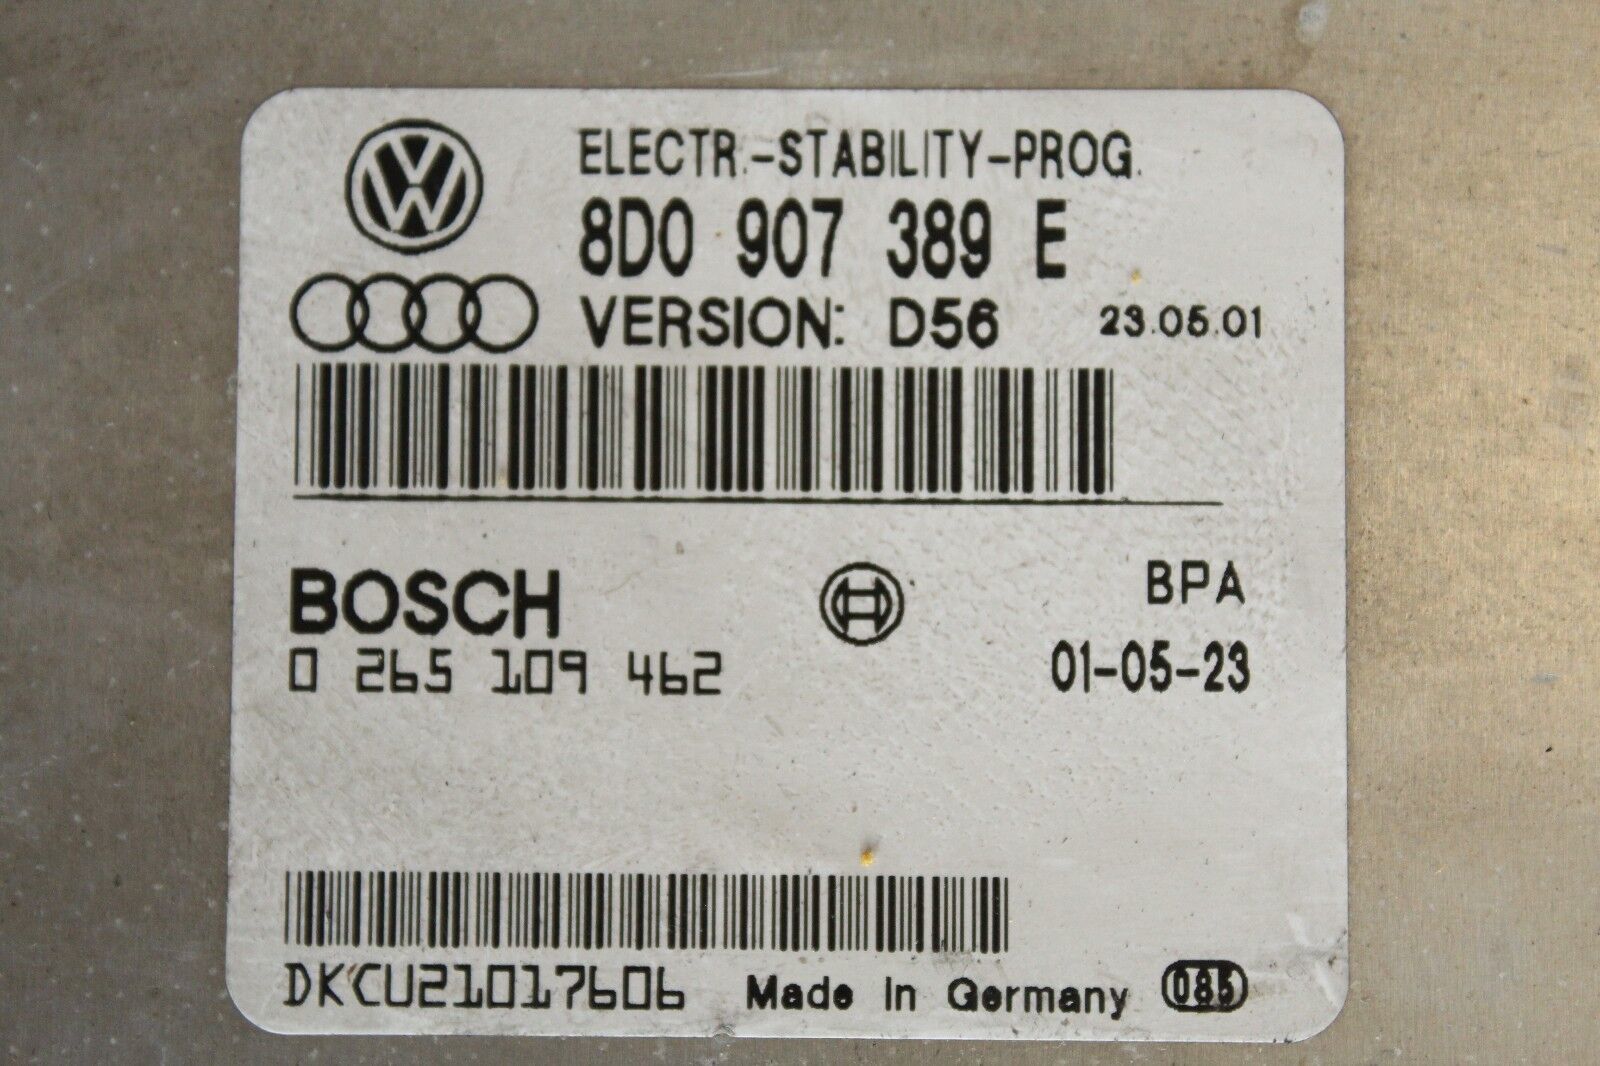 ELECTR.-STABILITY-PROG.
8D0 907 389 E
VERSION: D56 23.05.01
BOSCH BPA
0 265 109 462 01-05-23
DKCU21017606 Made in Germany 085